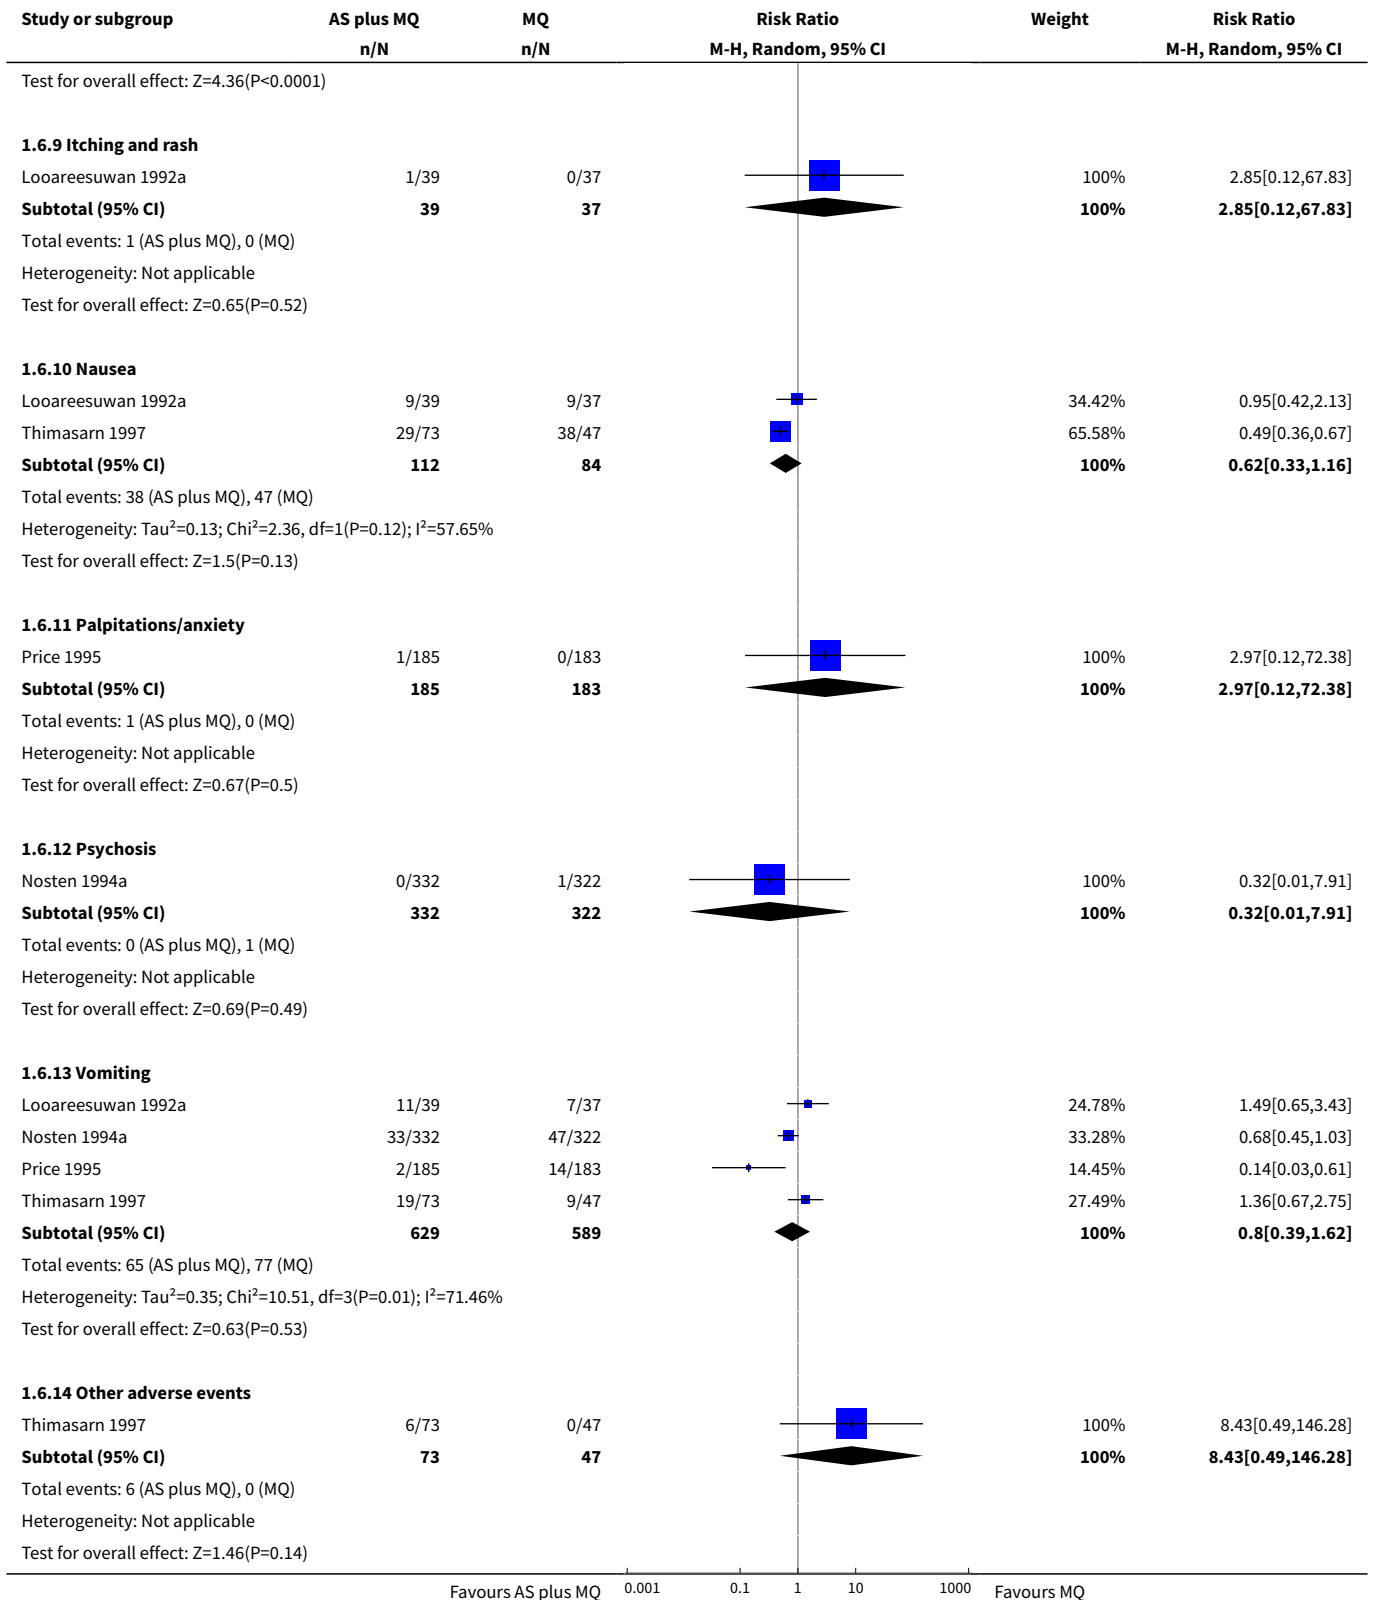 Study or subgroup AS plus MQ MQ Risk Ratio Weight Risk Ratio
n/N n/N M-H, Random, 95% CI M-H, Random, 95% CI
Test for overall effect: Z=4.36(P<0.0001)
1.6.9 Itching and rash
Looareesuwan 1992a 1/39 0/37 100% 2.85[0.12,67.83]
Subtotal (95% CI) 39 37 100% 2.85[0.12,67.83]
Total events: 1 (AS plus MQ), 0 (MQ)
Heterogeneity: Not applicable
Test for overall effect: Z=0.65(P=0.52)
1.6.10 Nausea
Looareesuwan 1992a 9/39 9/37 34.42% 0.95[0.42,2.13]
Thimasarn 1997 29/73 38/47 65.58% 0.49[0.36,0.67]
Subtotal (95% CI) 112 84 100% 0.62[0.33,1.16]
Total events: 38 (AS plus MQ), 47 (MQ)
Heterogeneity: Tau²=0.13; Chi²=2.36, df=1(P=0.12); I²=57.65%
Test for overall effect: Z=1.5(P=0.13)
1.6.11 Palpitations/anxiety
Price 1995 1/185 0/183 100% 2.97[0.12,72.38]
Subtotal (95% CI) 185 183 100% 2.97[0.12,72.38]
Total events: 1 (AS plus MQ), 0 (MQ)
Heterogeneity: Not applicable
Test for overall effect: Z=0.67(P=0.5)
1.6.12 Psychosis
Nosten 1994a 0/332 1/322 100% 0.32[0.01,7.91]
Subtotal (95% CI) 332 322 100% 0.32[0.01,7.91]
Total events: 0 (AS plus MQ), 1 (MQ)
Heterogeneity: Not applicable
Test for overall effect: Z=0.69(P=0.49)
1.6.13 Vomiting
Looareesuwan 1992a 11/39 7/37 24.78% 1.49[0.65,3.43]
Nosten 1994a 33/332 47/322 33.28% 0.68[0.45,1.03]
Price 1995 2/185 14/183 14.45% 0.14[0.03,0.61]
Thimasarn 1997 19/73 9/47 27.49% 1.36[0.67,2.75]
Subtotal (95% CI) 629 589 100% 0.8[0.39,1.62]
Total events: 65 (AS plus MQ), 77 (MQ)
Heterogeneity: Tau²=0.35; Chi²=10.51, df=3(P=0.01); I²=71.46%
Test for overall effect: Z=0.63(P=0.53)
1.6.14 Other adverse events
Thimasarn 1997 6/73 0/47 100% 8.43[0.49,146.28]
Subtotal (95% CI) 73 47 100% 8.43[0.49,146.28]
Total events: 6 (AS plus MQ), 0 (MQ)
Heterogeneity: Not applicable
Test for overall effect: Z=1.46(P=0.14)
Favours AS plus MQ 0.001 0.1 1 10 1000 Favours MQ